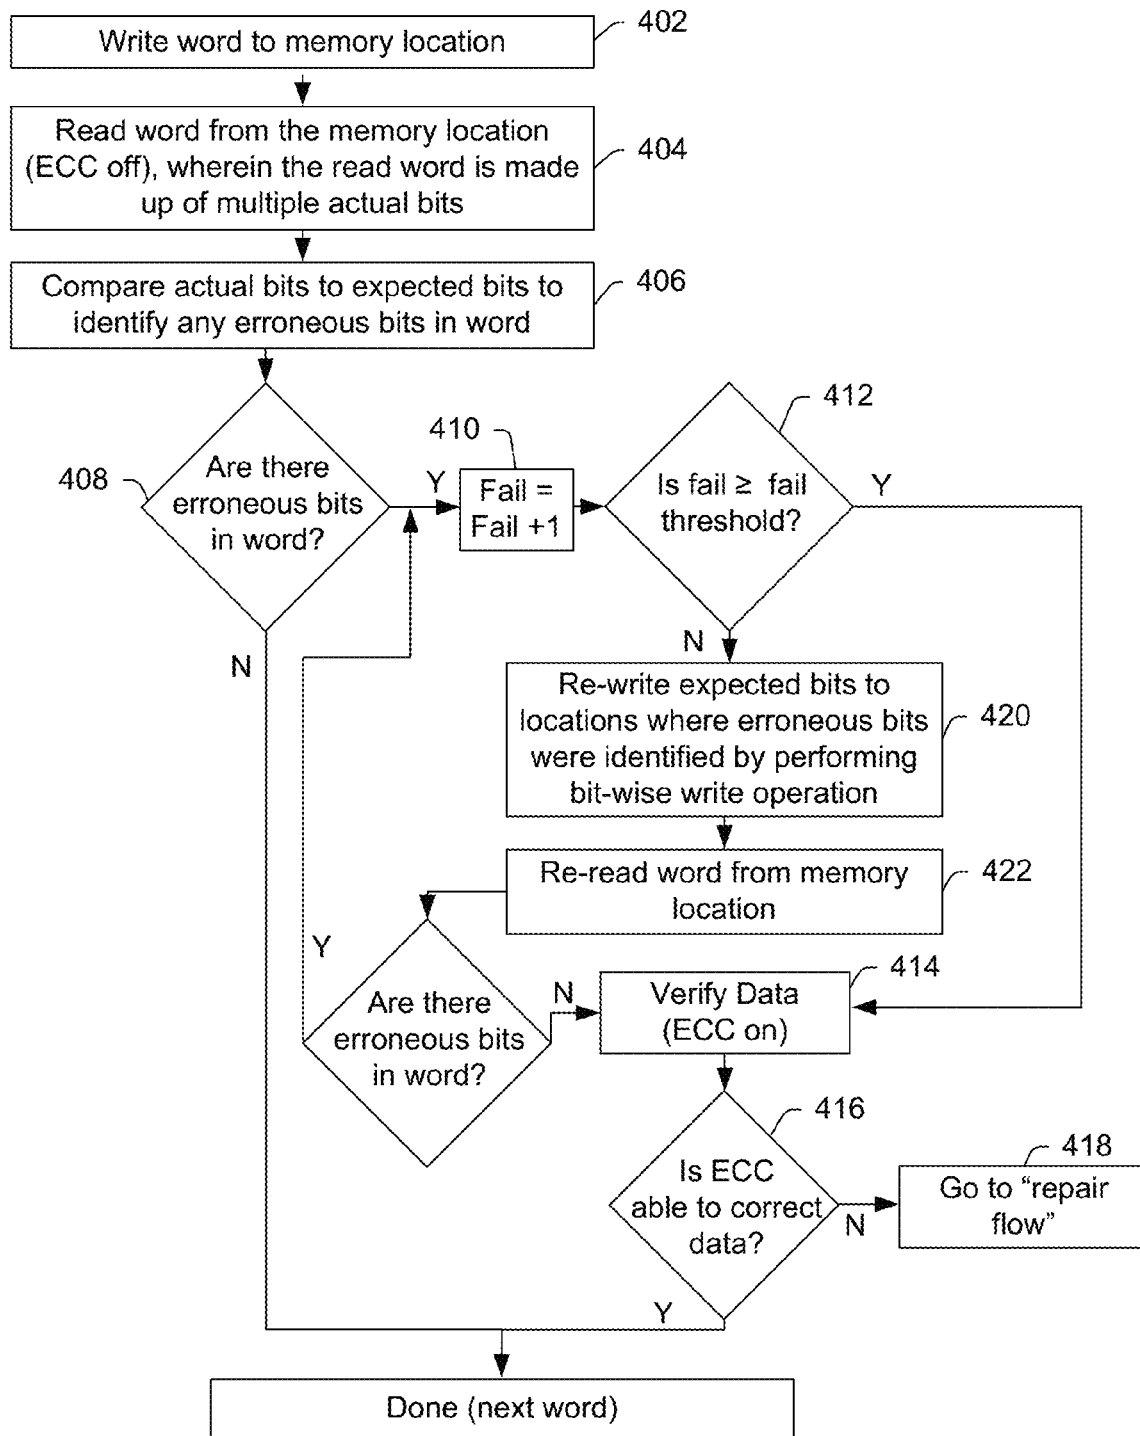 402
Write word to memory location
Read word from the memory location
(ECC off), wherein the read word is made
up of multiple actual bits
404
Compare actual bits to expected bits to
identify any erroneous bits in word
406
408
Are there
erroneous bits
in word?
Y
N
410
Fail =
Fail +1
412
Is fail ≥ fail
threshold?
Y
N
Re-write expected bits to
locations where erroneous bits
were identified by performing
bit-wise write operation
420
Re-read word from memory
location
422
Y
Are there
erroneous bits
in word?
N
414
Verify Data
(ECC on)
416
Is ECC
able to correct
data?
N
Y
418
Go to “repair
flow”
Done (next word)